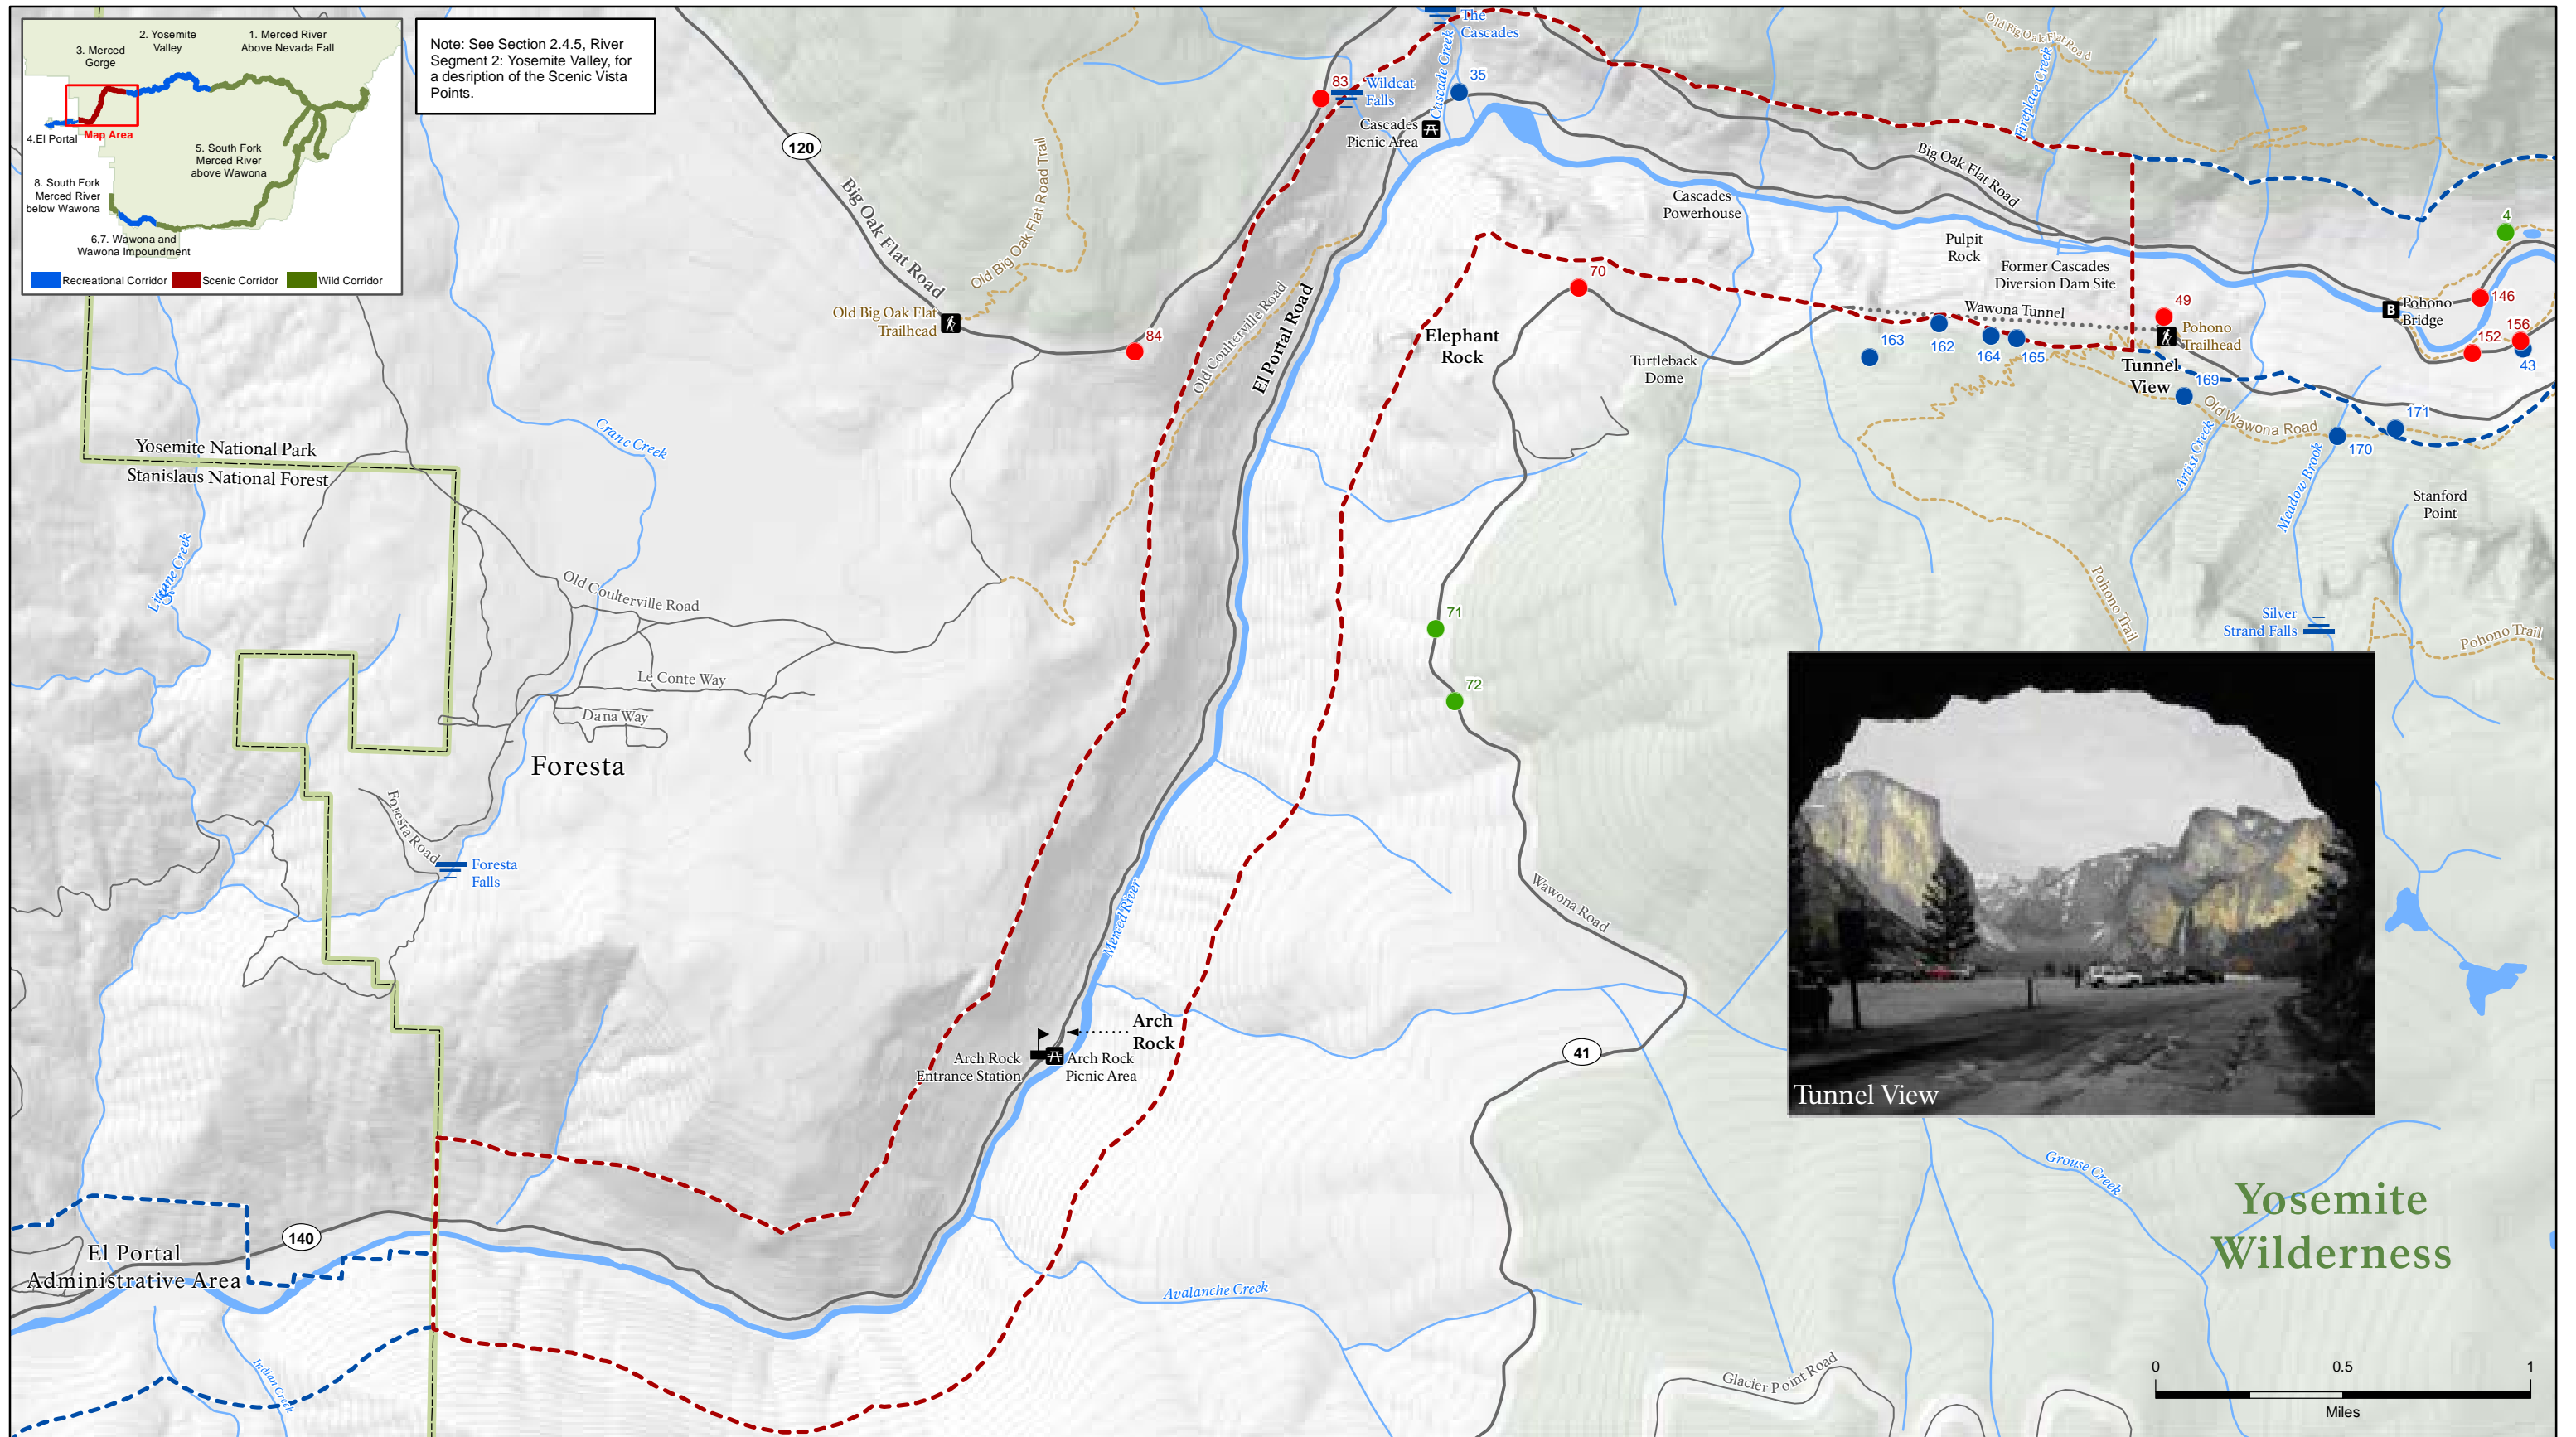 1. Merced River
Above Nevada Fall
2. Yosemite
Valley
3. Merced
Gorge
4.El Portal
Map Area
5. South Fork
Merced River
above Wawona
8. South Fork
Merced River
below Wawona
6,7. Wawona and
Wawona Impoundment
Recreational Corridor
Scenic Corridor
Wild Corridor
Note: See Section 2.4.5, River
Segment 2: Yosemite Valley, for
a desription of the Scenic Vista
Points.
The
Cascades
Cascade Creek
83
Wildcat
Falls
35
Cascades
Picnic Area
Old Big Oak Flat Road
Fireplace Creek
120
Big Oak Flat Road
Old Big Oak Flat Road Trail
Old Big Oak Flat
Trailhead
84
Old Coulterville Road
El Portal Road
Big Oak Flat Road
Cascades
Powerhouse
Pulpit
Rock
Former Cascades
Diversion Dam Site
Wawona Tunnel
70
Elephant
Rock
Turtleback
Dome
163
162
164
165
49
Pohono
Trailhead
Tunnel
View
169
Old Wawona Road
170
171
4
B
Pohono
Bridge
146
152
156
43
Artist Creek
Meadow Brook
Stanford
Point
Pohono Trail
Silver
Strand Falls
Pohono Trail
Yosemite National Park
Stanislaus National Forest
Crane Creek
Old Coulterville Road
Le Conte Way
Dana Way
Foresta
Foresta Road
Foresta
Falls
71
72
Wawona Road
Merced River
Arch
Rock
Arch Rock
Entrance Station
Arch Rock
Picnic Area
41
Tunnel View
Grouse Creek
Yosemite
Wilderness
140
El Portal
Administrative Area
Indian Creek
Avalanche Creek
Glacier Point Road
0
0.5
1
Miles